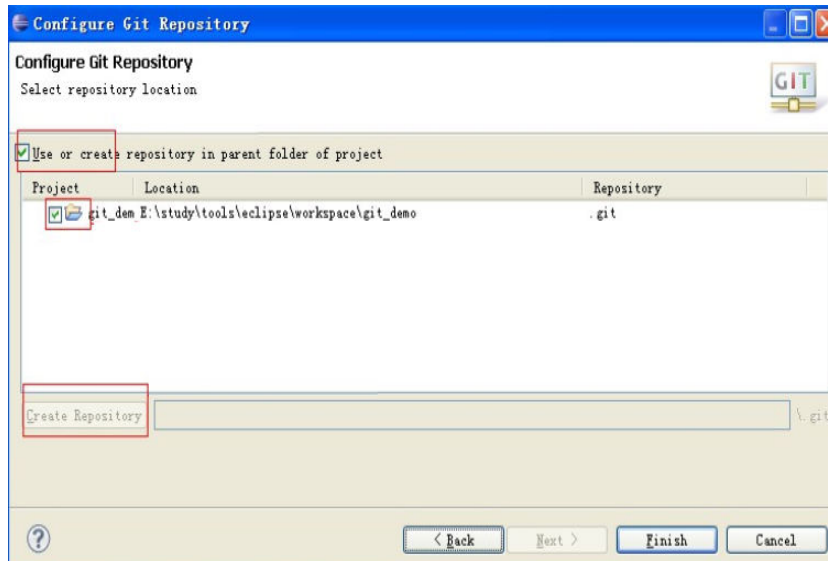 Configure Git Repository
Configure Git Repository
Select repository location
GIT
Use or create repository in parent folder of project
Project Location Repository
git_dem E:\study\tools\eclipse\workspace\git_demo .git
Create Repository \.git
? < Back Next > Finish Cancel